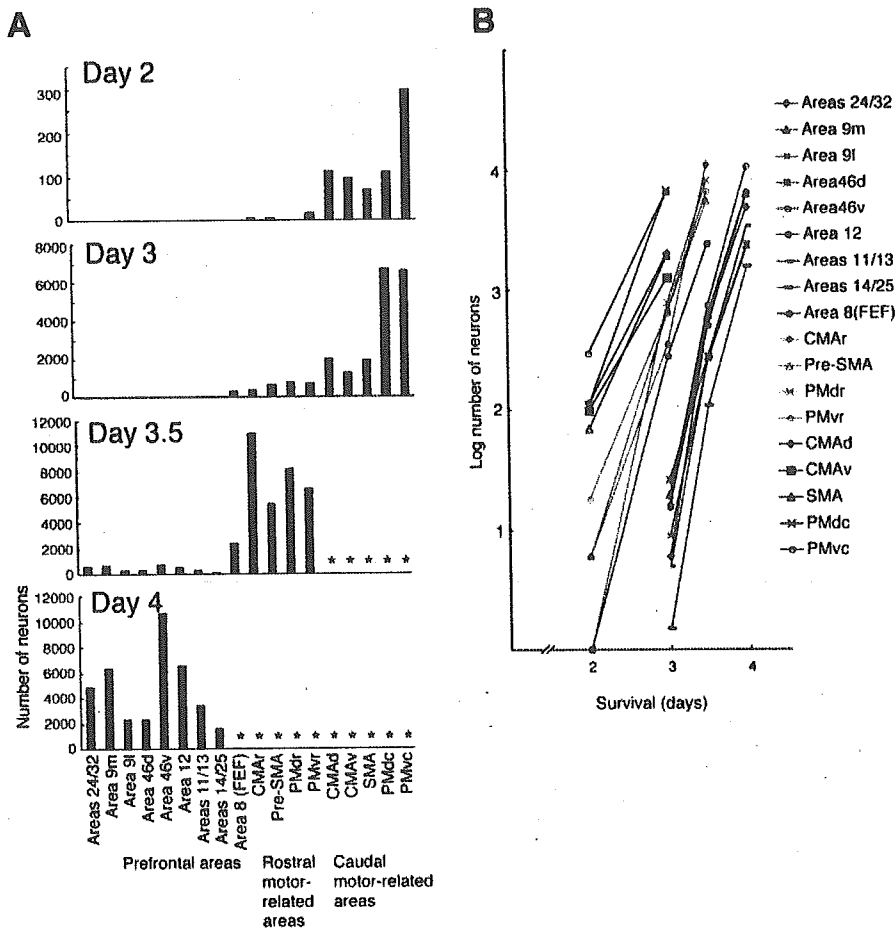 A
Day 2
300
200
100
0
Day 3
8000
6000
4000
2000
0
Day 3.5
12000
10000
8000
6000
4000
2000
0
* * * * *
Day 4
12000
10000
8000
6000
4000
2000
0
* * * * * * * * * *
Number of neurons
Areas 24/32
Area 9m
Area 9l
Area 46d
Area 46v
Area 12
Areas 11/13
Areas 14/25
Area 8 (FEF)
CMAr
Pre-SMA
PMdr
PMvr
CMAd
CMAv
SMA
PMdc
PMvc
Prefrontal areas
Rostral
motor-
related
areas
Caudal
motor-related
areas
B
4
3
2
1
Log number of neurons
2
3
4
Survival (days)
Areas 24/32
Area 9m
Area 9l
Area46d
Area46v
Area 12
Areas 11/13
Areas 14/25
Area 8(FEF)
CMAr
Pre-SMA
PMdr
PMvr
CMAd
CMAv
SMA
PMdc
PMvc